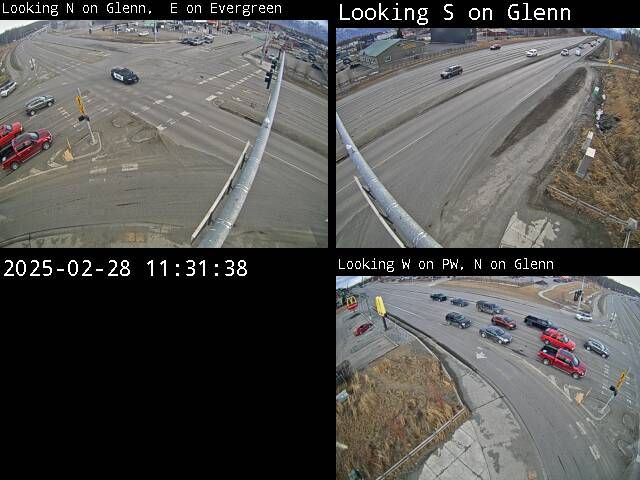 Looking N on Glenn,  E on Evergreen
Looking S on Glenn
2025-02-28 11:31:38
Looking W on PW, N on Glenn